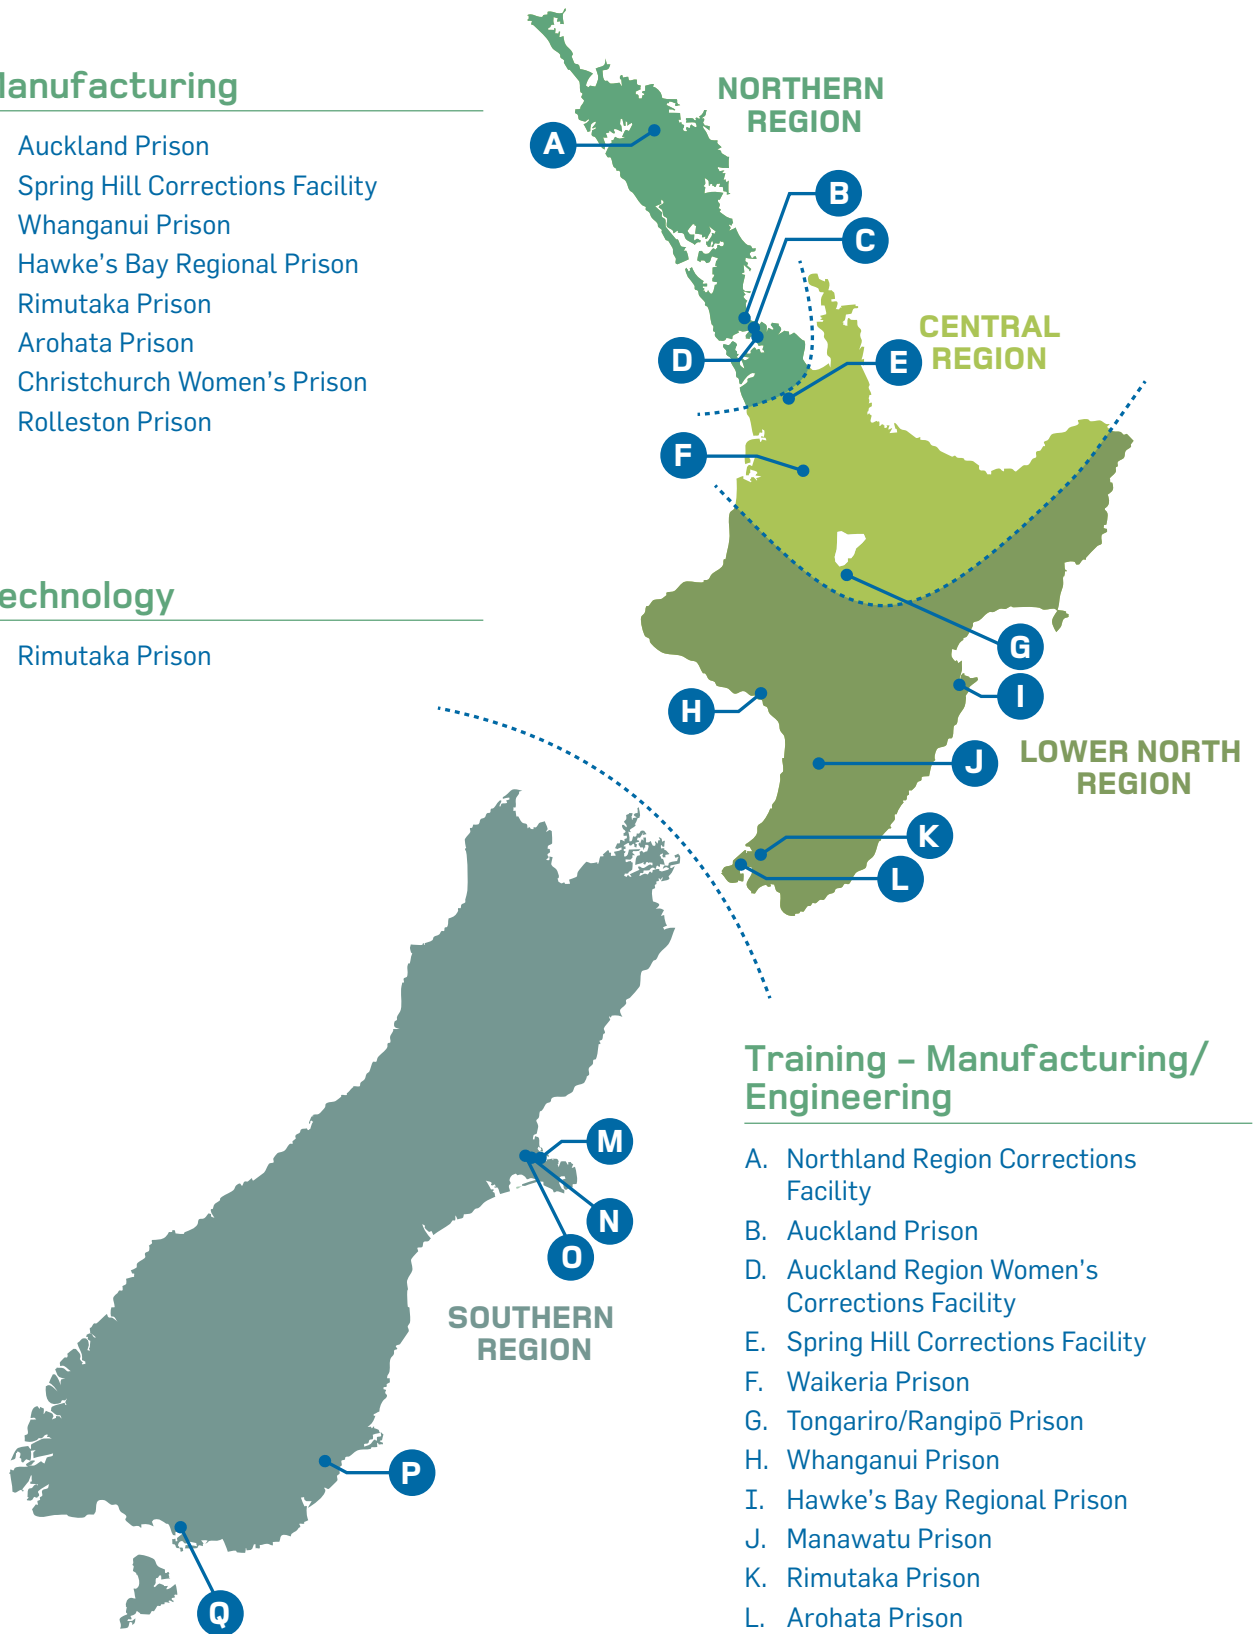 anufacturing
Auckland Prison
Spring Hill Corrections Facility
Whanganui Prison
Hawke's Bay Regional Prison
Rimutaka Prison
Arohata Prison
Christchurch Women's Prison
Rolleston Prison
echnology
Rimutaka Prison
NORTHERN
REGION
A
B
C
D
CENTRAL
REGION
E
F
G
I
H
LOWER NORTH
REGION
J
K
L
M
N
O
SOUTHERN
REGION
P
Q
Training – Manufacturing/
Engineering
A. Northland Region Corrections
Facility
B. Auckland Prison
D. Auckland Region Women's
Corrections Facility
E. Spring Hill Corrections Facility
F. Waikeria Prison
G. Tongariro/Rangipō Prison
H. Whanganui Prison
I. Hawke's Bay Regional Prison
J. Manawatu Prison
K. Rimutaka Prison
L. Arohata Prison